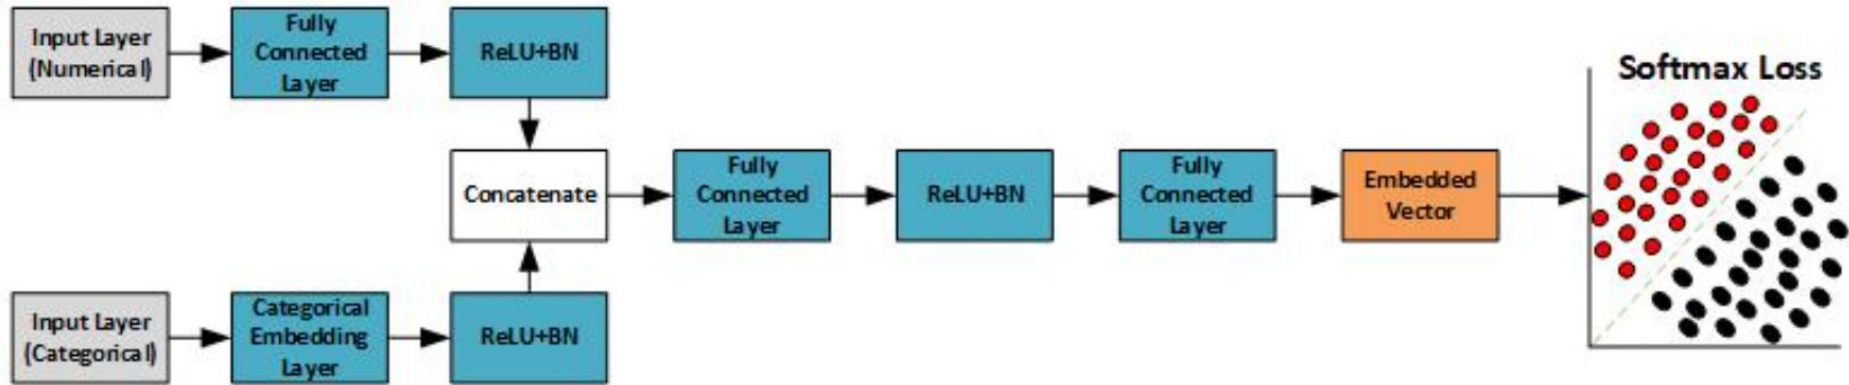 Input Layer
(Numerical)
Fully
Connected
Layer
ReLU+BN
Input Layer
(Categorical)
Categorical
Embedding
Layer
ReLU+BN
Concatenate
Fully
Connected
Layer
ReLU+BN
Fully
Connected
Layer
Embedded
Vector
Softmax Loss